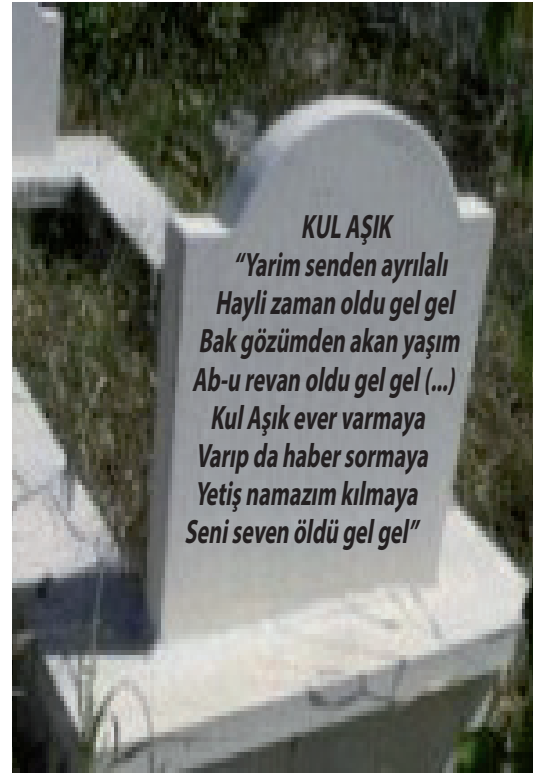 KUL AŞIK
“Yarim senden ayrılalı
Hayli zaman oldu gel gel
Bak gözümden akan yaşım
Ab-u revan oldu gel gel (...)
Kul Aşık ever varmaya
Varıp da haber sormaya
Yetiş namazım kılmaya
Seni seven öldü gel gel”